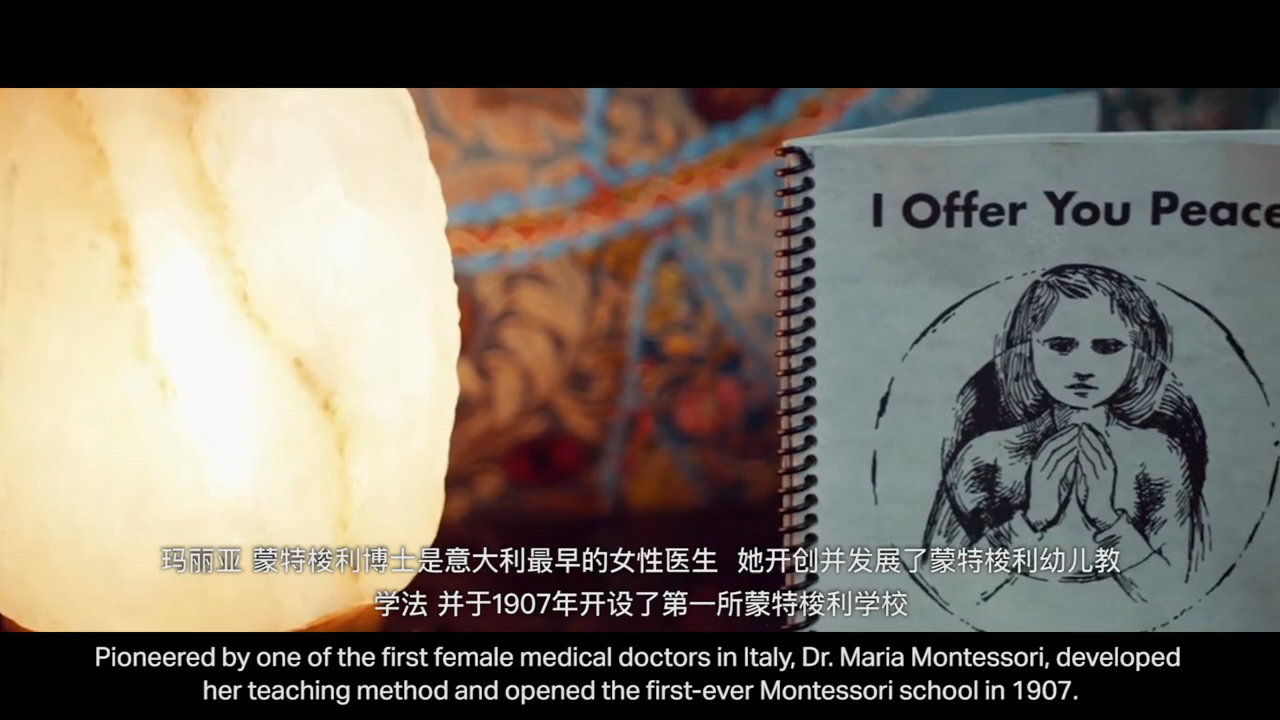 I Offer You Peace
玛丽亚 蒙特梭利博士是意大利最早的女性医生 她开创并发展了蒙特梭利幼儿教
学法 并于1907年开设了第一所蒙特梭利学校
Pioneered by one of the first female medical doctors in Italy, Dr. Maria Montessori, developed
her teaching method and opened the first-ever Montessori school in 1907.